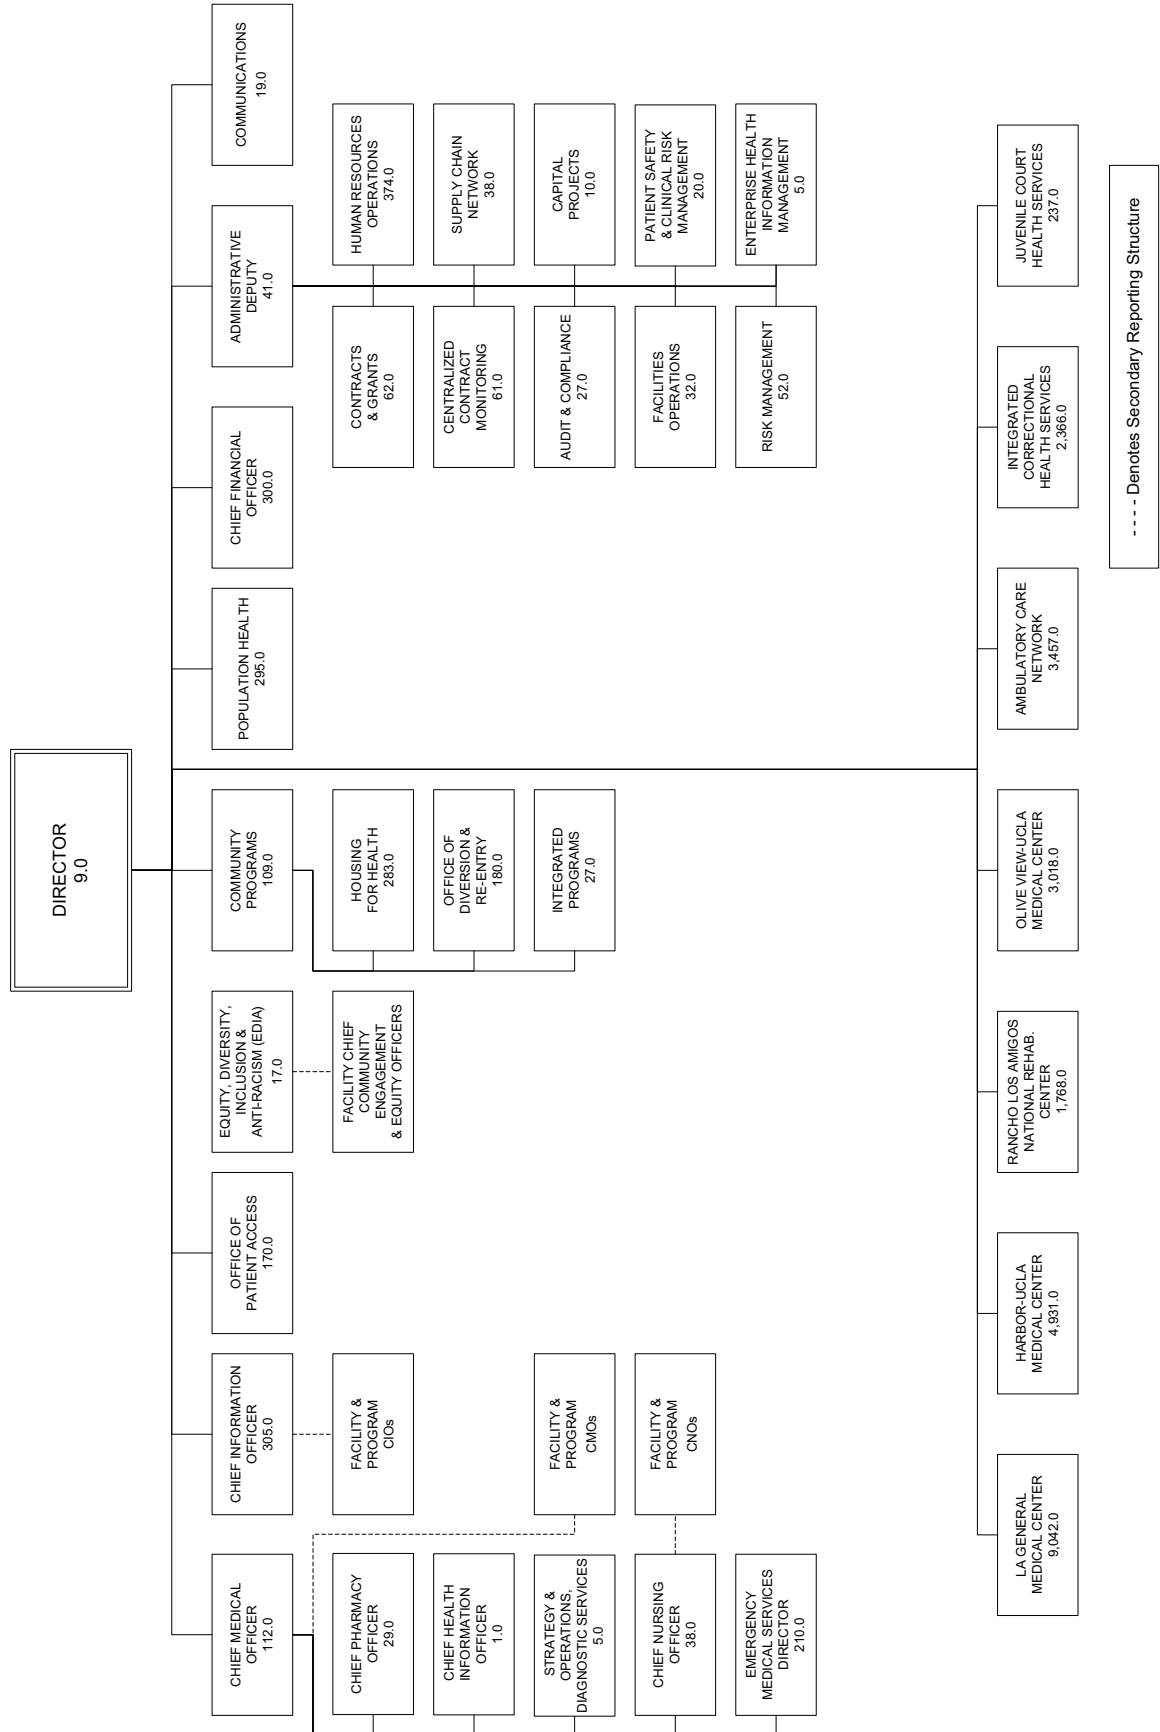 DIRECTOR
9.0
CHIEF MEDICAL
OFFICER
112.0
CHIEF INFORMATION
OFFICER
305.0
OFFICE OF
PATIENT ACCESS
170.0
EQUITY, DIVERSITY,
INCLUSION &
ANTI-RACISM (EDIA)
17.0
COMMUNITY
PROGRAMS
109.0
POPULATION HEALTH
295.0
CHIEF FINANCIAL
OFFICER
300.0
ADMINISTRATIVE
DEPUTY
41.0
COMMUNICATIONS
19.0
CHIEF PHARMACY
OFFICER
29.0
CHIEF HEALTH
INFORMATION
OFFICER
1.0
STRATEGY &
OPERATIONS,
DIAGNOSTIC SERVICES
5.0
CHIEF NURSING
OFFICER
38.0
EMERGENCY
MEDICAL SERVICES
DIRECTOR
210.0
FACILITY &
PROGRAM
CIOs
FACILITY &
PROGRAM
CMOs
FACILITY &
PROGRAM
CNOs
FACILITY CHIEF
COMMUNITY
ENGAGEMENT
& EQUITY OFFICERS
HOUSING
FOR HEALTH
283.0
OFFICE OF
DIVERSION &
RE-ENTRY
180.0
INTEGRATED
PROGRAMS
27.0
CONTRACTS
& GRANTS
62.0
CENTRALIZED
CONTRACT
MONITORING
61.0
AUDIT & COMPLIANCE
27.0
FACILITIES
OPERATIONS
32.0
RISK MANAGEMENT
52.0
HUMAN RESOURCES
OPERATIONS
374.0
SUPPLY CHAIN
NETWORK
38.0
CAPITAL
PROJECTS
10.0
PATIENT SAFETY
& CLINICAL RISK
MANAGEMENT
20.0
ENTERPRISE HEALTH
INFORMATION
MANAGEMENT
5.0
LA GENERAL
MEDICAL CENTER
9,042.0
HARBOR-UCLA
MEDICAL CENTER
4,931.0
RANCHO LOS AMIGOS
NATIONAL REHAB.
CENTER
1,768.0
OLIVE VIEW-UCLA
MEDICAL CENTER
3,018.0
AMBULATORY CARE
NETWORK
3,457.0
INTEGRATED
CORRECTIONAL
HEALTH SERVICES
2,366.0
JUVENILE COURT
HEALTH SERVICES
237.0
- - - - Denotes Secondary Reporting Structure